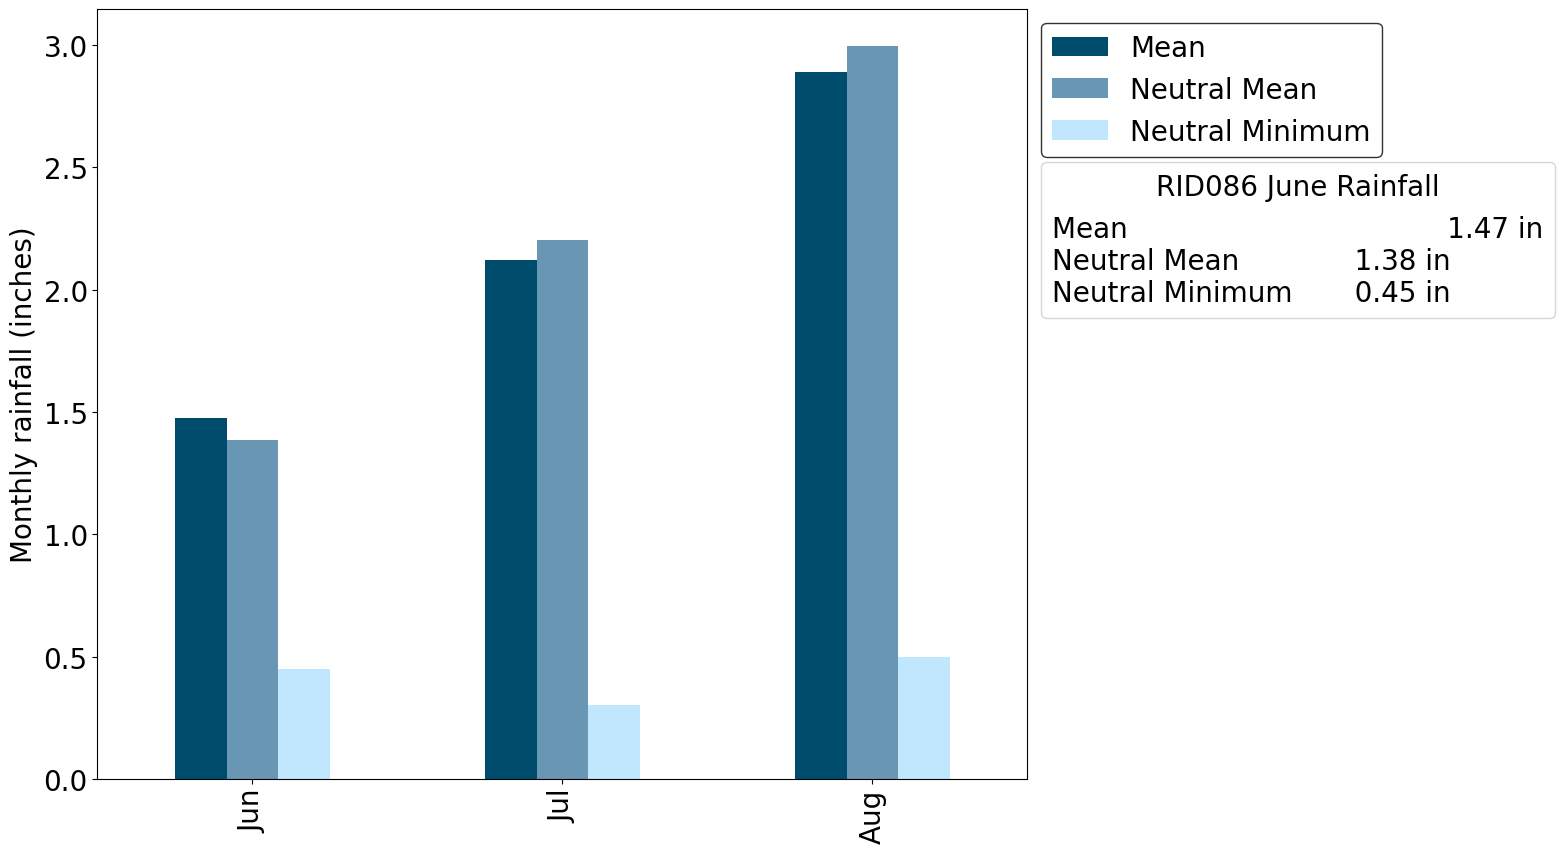 Monthly rainfall (inches)
3.0
2.5
2.0
1.5
1.0
0.5
0.0
Jun
Jul
Aug
Mean
Neutral Mean
Neutral Minimum
RID086 June Rainfall
Mean 1.47 in
Neutral Mean 1.38 in
Neutral Minimum 0.45 in